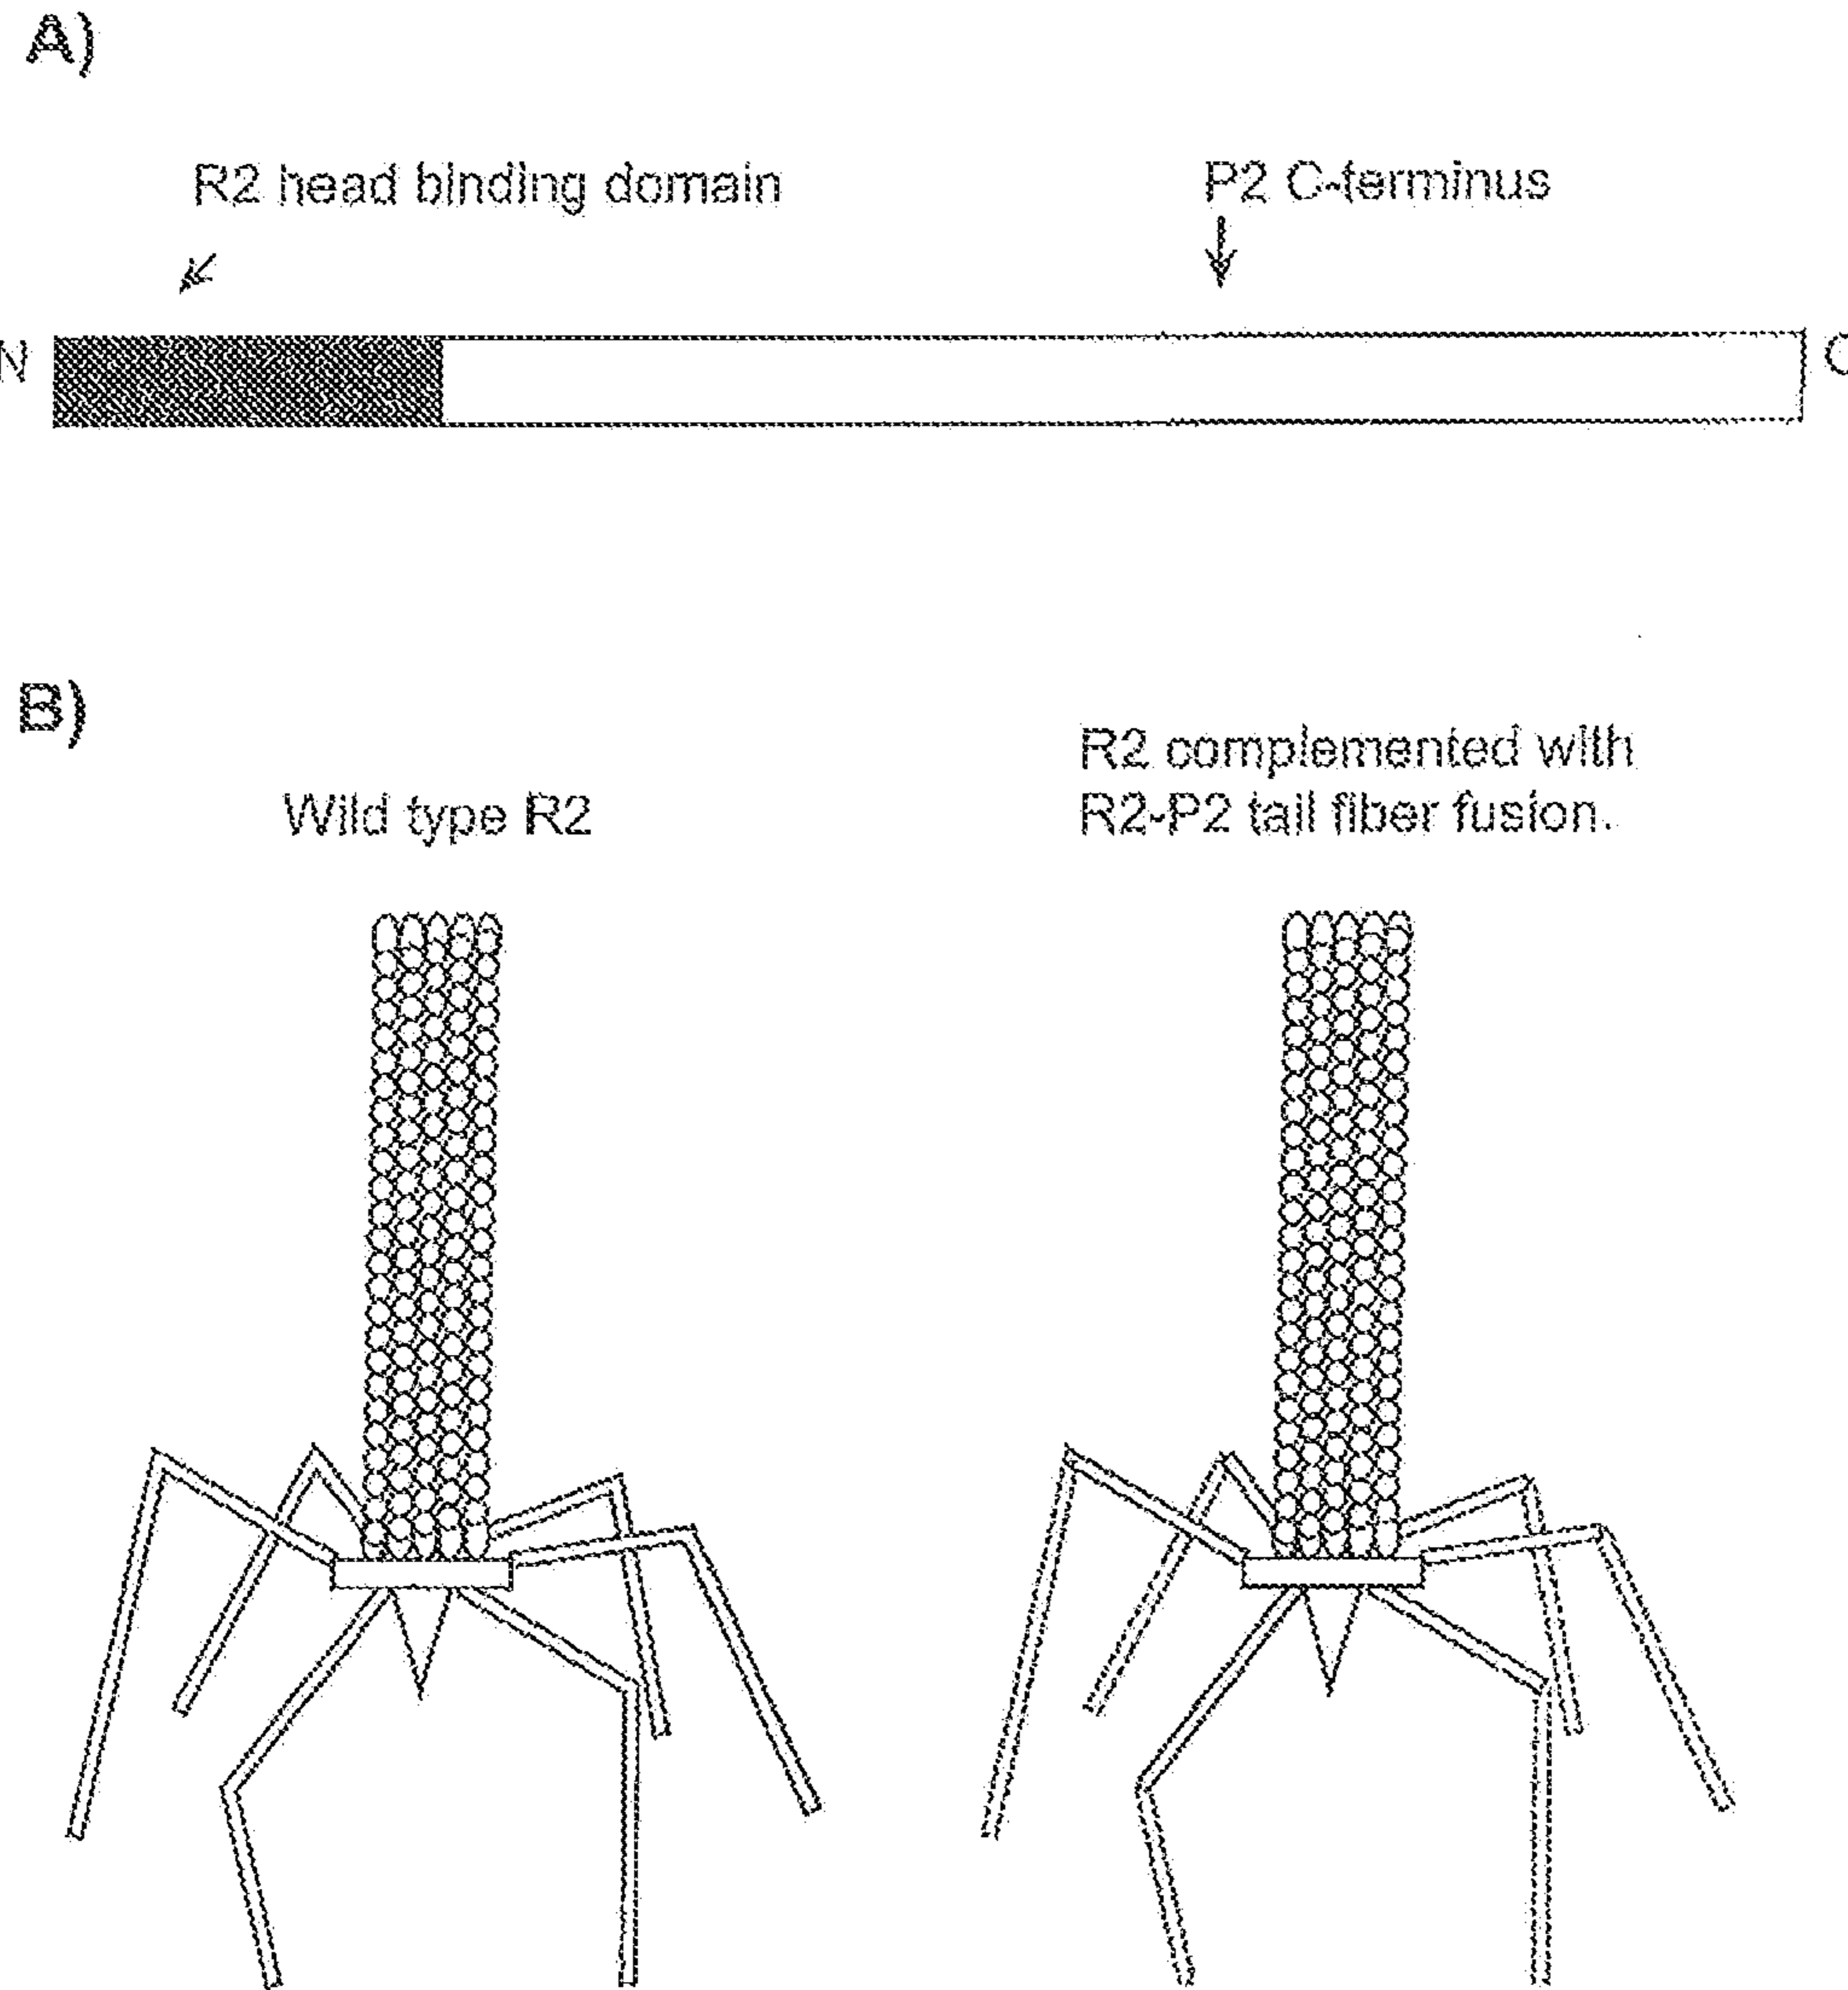 A)
R2 head binding domain
P2 C-terminus
N
C
B)
Wild type R2
R2 complemented with
R2-P2 tail fiber fusion.